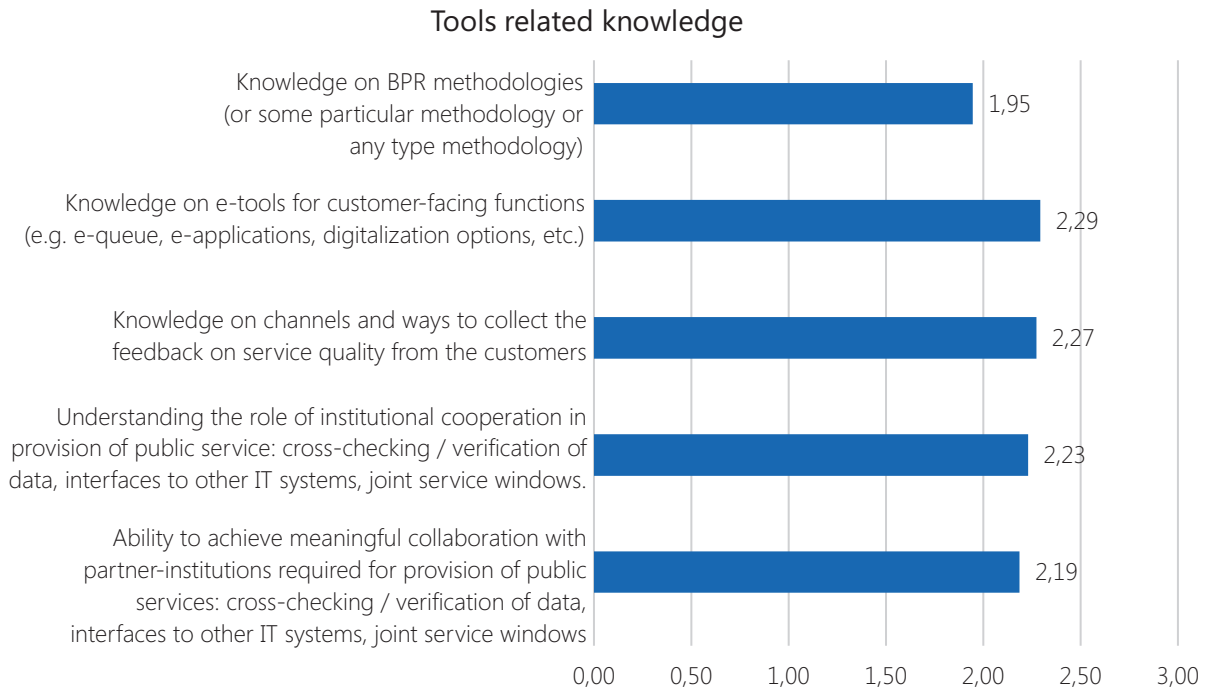 Tools related knowledge
Knowledge on BPR methodologies
(or some particular methodology or
any type methodology)
1,95
Knowledge on e-tools for customer-facing functions
(e.g. e-queue, e-applications, digitalization options, etc.)
2,29
Knowledge on channels and ways to collect the
feedback on service quality from the customers
2,27
Understanding the role of institutional cooperation in
provision of public service: cross-checking / verification of
data, interfaces to other IT systems, joint service windows.
2,23
Ability to achieve meaningful collaboration with
partner-institutions required for provision of public
services: cross-checking / verification of data,
interfaces to other IT systems, joint service windows
2,19
0,00 0,50 1,00 1,50 2,00 2,50 3,00